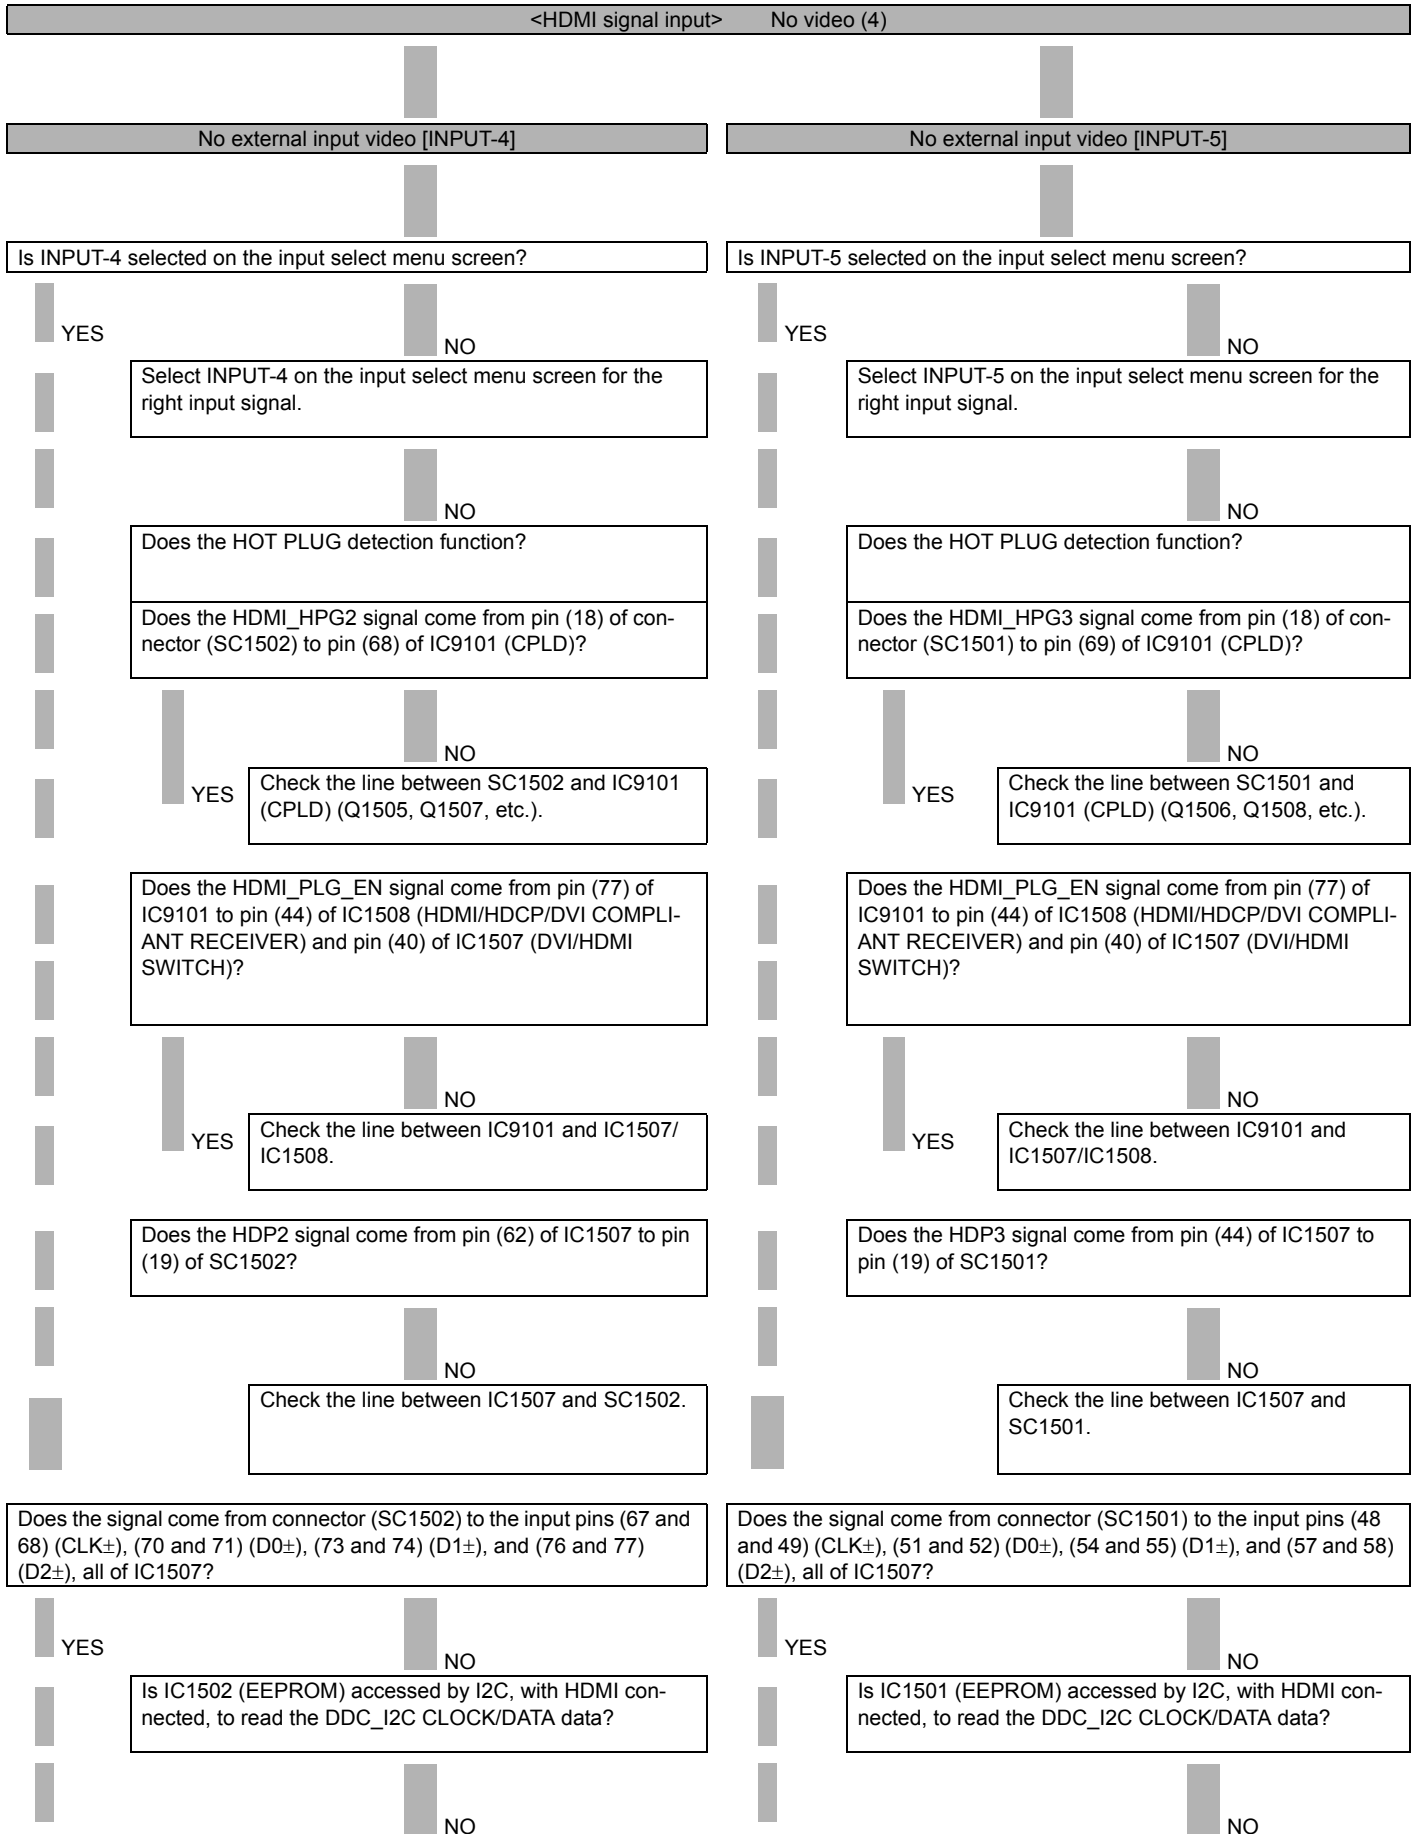 <HDMI signal input> No video (4)
No external input video [INPUT-4]
Is INPUT-4 selected on the input select menu screen?
YES
NO
Select INPUT-4 on the input select menu screen for the
right input signal.
NO
Does the HOT PLUG detection function?
Does the HDMI_HPG2 signal come from pin (18) of con-
nector (SC1502) to pin (68) of IC9101 (CPLD)?
NO
YES
Check the line between SC1502 and IC9101
(CPLD) (Q1505, Q1507, etc.).
Does the HDMI_PLG_EN signal come from pin (77) of
IC9101 to pin (44) of IC1508 (HDMI/HDCP/DVI COMPLI-
ANT RECEIVER) and pin (40) of IC1507 (DVI/HDMI
SWITCH)?
NO
YES
Check the line between IC9101 and IC1507/
IC1508.
Does the HDP2 signal come from pin (62) of IC1507 to pin
(19) of SC1502?
NO
Check the line between IC1507 and SC1502.
Does the signal come from connector (SC1502) to the input pins (67 and
68) (CLK±), (70 and 71) (D0±), (73 and 74) (D1±), and (76 and 77)
(D2±), all of IC1507?
YES
NO
Is IC1502 (EEPROM) accessed by I2C, with HDMI con-
nected, to read the DDC_I2C CLOCK/DATA data?
NO
No external input video [INPUT-5]
Is INPUT-5 selected on the input select menu screen?
YES
NO
Select INPUT-5 on the input select menu screen for the
right input signal.
NO
Does the HOT PLUG detection function?
Does the HDMI_HPG3 signal come from pin (18) of con-
nector (SC1501) to pin (69) of IC9101 (CPLD)?
NO
YES
Check the line between SC1501 and
IC9101 (CPLD) (Q1506, Q1508, etc.).
Does the HDMI_PLG_EN signal come from pin (77) of
IC9101 to pin (44) of IC1508 (HDMI/HDCP/DVI COMPLI-
ANT RECEIVER) and pin (40) of IC1507 (DVI/HDMI
SWITCH)?
NO
YES
Check the line between IC9101 and
IC1507/IC1508.
Does the HDP3 signal come from pin (44) of IC1507 to
pin (19) of SC1501?
NO
Check the line between IC1507 and
SC1501.
Does the signal come from connector (SC1501) to the input pins (48
and 49) (CLK±), (51 and 52) (D0±), (54 and 55) (D1±), and (57 and 58)
(D2±), all of IC1507?
YES
NO
Is IC1501 (EEPROM) accessed by I2C, with HDMI con-
nected, to read the DDC_I2C CLOCK/DATA data?
NO